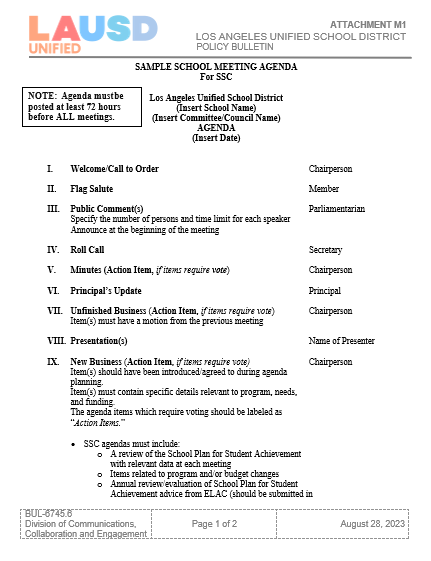 LAUSD
UNIFIED
ATTACHMENT M1
LOS ANGELES UNIFIED SCHOOL DISTRICT
POLICY BULLETIN
SAMPLE SCHOOL MEETING AGENDA
For SSC
NOTE: Agenda must be
posted at least 72 hours
before ALL meetings.
Los Angeles Unified School District
(Insert School Name)
(Insert Committee/Council Name)
AGENDA
(Insert Date)
I. Welcome/Call to Order Chairperson
II. Flag Salute Member
III. Public Comment(s) Parliamentarian
Specify the number of persons and time limit for each speaker
Announce at the beginning of the meeting
IV. Roll Call Secretary
V. Minutes (Action Item, if items require vote) Chairperson
VI. Principal's Update Principal
VII. Unfinished Business (Action Item, if items require vote) Chairperson
Item(s) must have a motion from the previous meeting
VIII. Presentation(s) Name of Presenter
IX. New Business (Action Item, if items require vote) Chairperson
Item(s) should have been introduced/agreed to during agenda
planning.
Item(s) must contain specific details relevant to program, needs,
and funding.
The agenda items which require voting should be labeled as
“Action Items.”
• SSC agendas must include:
o A review of the School Plan for Student Achievement
with relevant data at each meeting
o Items related to program and/or budget changes
o Annual review/evaluation of School Plan for Student
Achievement advice from ELAC (should be submitted in
BUL-6745.6
Division of Communications,
Collaboration and Engagement
Page 1 of 2
August 28, 2023